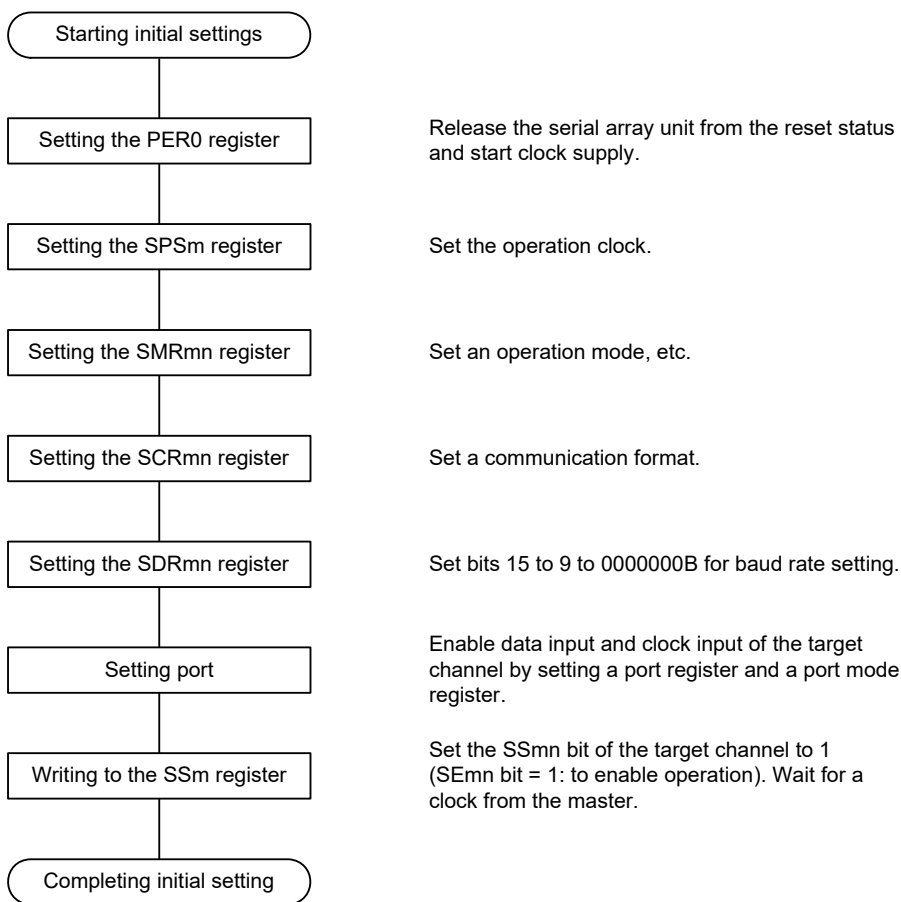 Starting initial settings
Setting the PER0 register
Release the serial array unit from the reset status
and start clock supply.
Setting the SPSm register
Set the operation clock.
Setting the SMRmn register
Set an operation mode, etc.
Setting the SCRmn register
Set a communication format.
Setting the SDRmn register
Set bits 15 to 9 to 0000000B for baud rate setting.
Setting port
Enable data input and clock input of the target
channel by setting a port register and a port mode
register.
Writing to the SSm register
Set the SSmn bit of the target channel to 1
(SEmn bit = 1: to enable operation). Wait for a
clock from the master.
Completing initial setting